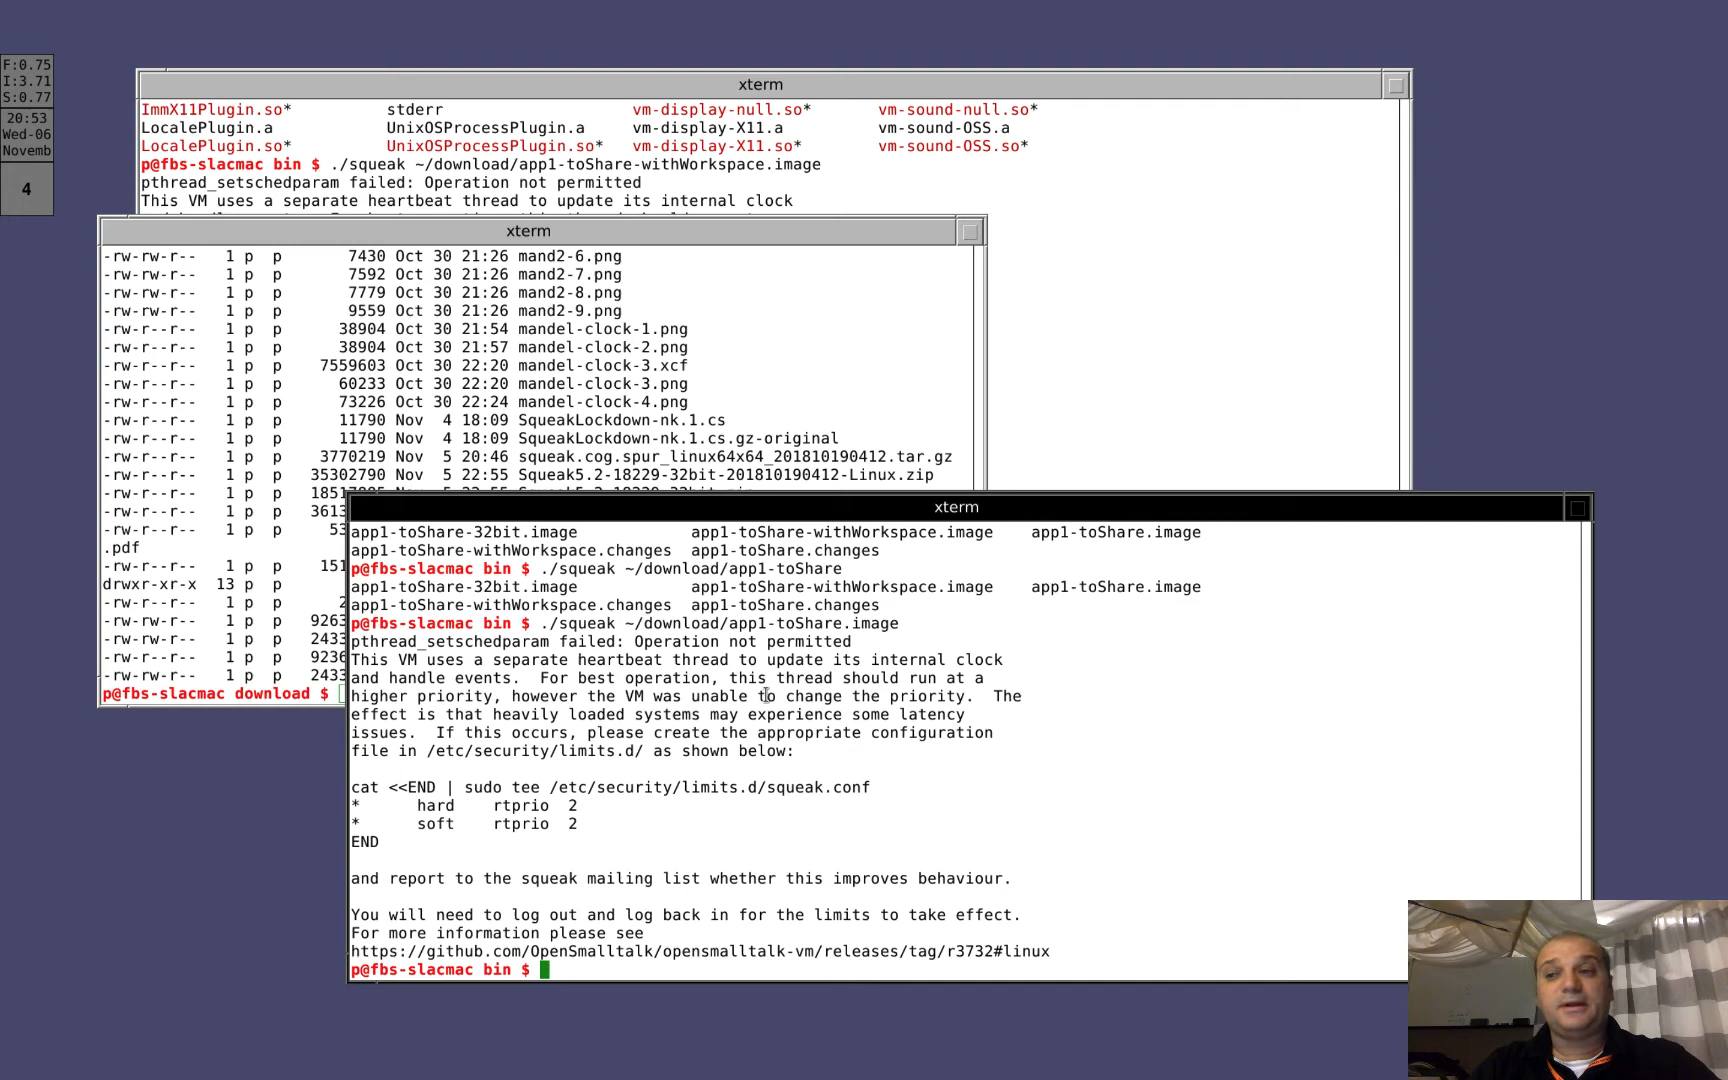 F:0.75
I:3.71
S:0.77
20:53
Wed-06
Novemb
4
xterm
ImmX11Plugin.so* stderr vm-display-null.so* vm-sound-null.so*
LocalePlugin.a UnixOSProcessPlugin.a vm-display-X11.a vm-sound-OSS.a
LocalePlugin.so* UnixOSProcessPlugin.so* vm-display-X11.so* vm-sound-OSS.so*
p@fbs-slacmac bin $ ./squeak ~/download/app1-toShare-withWorkspace.image
pthread_setschedparam failed: Operation not permitted
This VM uses a separate heartbeat thread to update its internal clock
xterm
-rw-rw-r-- 1 p p 7430 Oct 30 21:26 mand2-6.png
-rw-rw-r-- 1 p p 7592 Oct 30 21:26 mand2-7.png
-rw-rw-r-- 1 p p 7779 Oct 30 21:26 mand2-8.png
-rw-rw-r-- 1 p p 9559 Oct 30 21:26 mand2-9.png
-rw-r--r-- 1 p p 38904 Oct 30 21:54 mandel-clock-1.png
-rw-r--r-- 1 p p 38904 Oct 30 21:57 mandel-clock-2.png
-rw-r--r-- 1 p p 7559603 Oct 30 22:20 mandel-clock-3.xcf
-rw-r--r-- 1 p p 60233 Oct 30 22:20 mandel-clock-3.png
-rw-r--r-- 1 p p 73226 Oct 30 22:24 mandel-clock-4.png
-rw-r--r-- 1 p p 11790 Nov 4 18:09 SqueakLockdown-nk.1.cs
-rw-r--r-- 1 p p 11790 Nov 4 18:09 SqueakLockdown-nk.1.cs.gz-original
-rw-r--r-- 1 p p 3770219 Nov 5 20:46 squeak.cog.spur_linux64x64_201810190412.tar.gz
-rw-r--r-- 1 p p 35302790 Nov 5 22:55 Squeak5.2-18229-32bit-201810190412-Linux.zip
-rw-r--r-- 1 p p 1851
-rw-r--r-- 1 p p 3613
-rw-r--r-- 1 p p 53
.pdf
-rw-r--r-- 1 p p 151
drwxr-xr-x 13 p p
-rw-r--r-- 1 p p 2
-rw-r--r-- 1 p p 9263
-rw-r--r-- 1 p p 2433
-rw-r--r-- 1 p p 9236
-rw-r--r-- 1 p p 2433
p@fbs-slacmac download $
xterm
app1-toShare-32bit.image app1-toShare-withWorkspace.image app1-toShare.image
app1-toShare-withWorkspace.changes app1-toShare.changes
p@fbs-slacmac bin $ ./squeak ~/download/app1-toShare
app1-toShare-32bit.image app1-toShare-withWorkspace.image app1-toShare.image
app1-toShare-withWorkspace.changes app1-toShare.changes
p@fbs-slacmac bin $ ./squeak ~/download/app1-toShare.image
pthread_setschedparam failed: Operation not permitted
This VM uses a separate heartbeat thread to update its internal clock
and handle events. For best operation, this thread should run at a
higher priority, however the VM was unable to change the priority. The
effect is that heavily loaded systems may experience some latency
issues. If this occurs, please create the appropriate configuration
file in /etc/security/limits.d/ as shown below:
cat <<END | sudo tee /etc/security/limits.d/squeak.conf
* hard rtprio 2
* soft rtprio 2
END
and report to the squeak mailing list whether this improves behaviour.
You will need to log out and log back in for the limits to take effect.
For more information please see
https://github.com/OpenSmalltalk/opensmalltalk-vm/releases/tag/r3732#linux
p@fbs-slacmac bin $